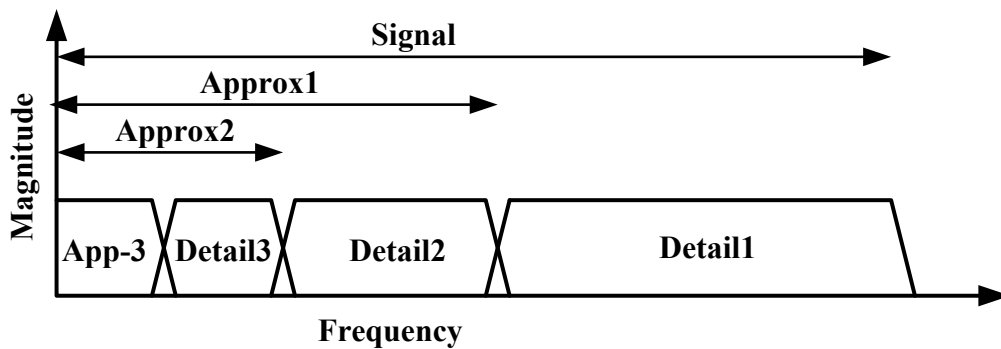 Signal
Approx1
Approx2
Magnitude
App-3 Detail3 Detail2 Detail1
Frequency